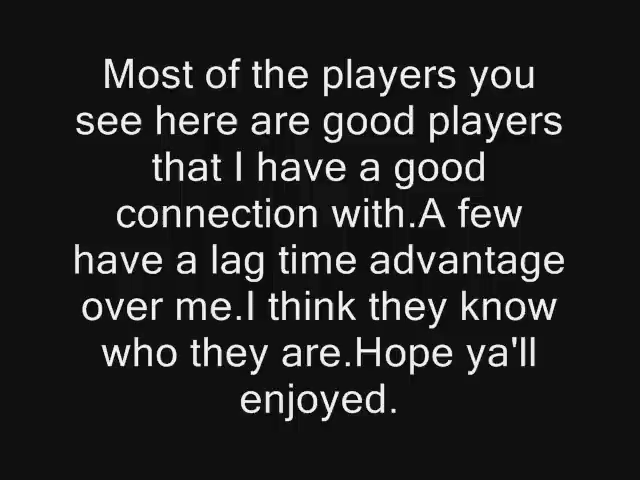 Most of the players you
see here are good players
that I have a good
connection with.A few
have a lag time advantage
over me.I think they know
who they are.Hope ya'll
enjoyed.